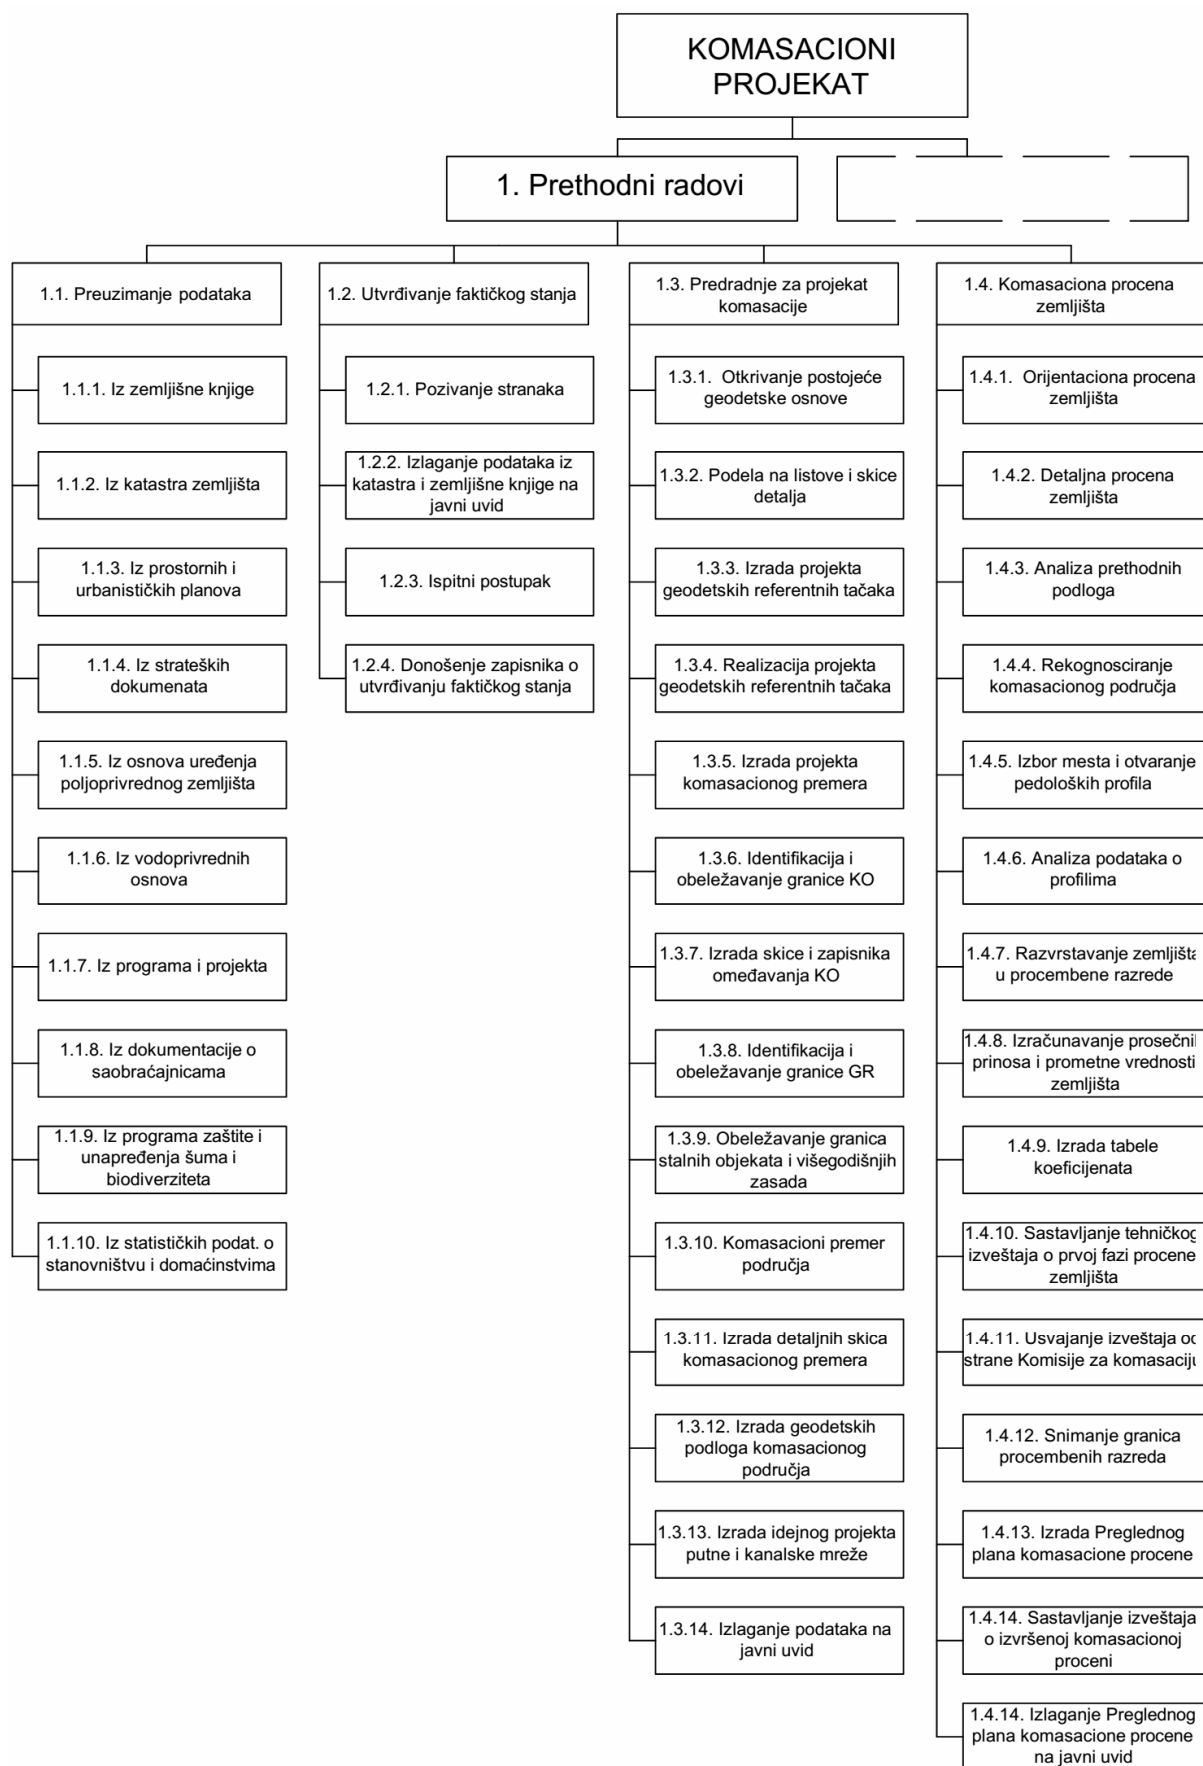 KOMASACIONI
PROJEKAT
1. Prethodni radovi
1.1. Preuzimanje podataka
1.1.1. Iz zemljišne knjige
1.1.2. Iz katastra zemljišta
1.1.3. Iz prostornih i
urbanističkih planova
1.1.4. Iz strateških
dokumenata
1.1.5. Iz osnova uređenja
poljoprivrednog zemljišta
1.1.6. Iz vodoprivrednih
osnova
1.1.7. Iz programa i projekta
1.1.8. Iz dokumentacije o
saobraćajnicama
1.1.9. Iz programa zaštite i
unapređenja šuma i
biodiverziteta
1.1.10. Iz statističkih podat. o
stanovništvu i domaćinstvima
1.2. Utvrđivanje faktičkog stanja
1.2.1. Pozivanje stranaka
1.2.2. Izlaganje podataka iz
katastra i zemljišne knjige na
javni uvid
1.2.3. Ispitni postupak
1.2.4. Donošenje zapisnika o
utvrđivanju faktičkog stanja
1.3. Predradnje za projekat
komasacije
1.3.1. Otkrivanje postojeće
geodetske osnove
1.3.2. Podela na listove i skice
detalja
1.3.3. Izrada projekta
geodetskih referentnih tačaka
1.3.4. Realizacija projekta
geodetskih referentnih tačaka
1.3.5. Izrada projekta
komasacionog premera
1.3.6. Identifikacija i
obeležavanje granice KO
1.3.7. Izrada skice i zapisnika
omeđavanja KO
1.3.8. Identifikacija i
obeležavanje granice GR
1.3.9. Obeležavanje granica
stalnih objekata i višegodišnjih
zasada
1.3.10. Komasacioni premer
područja
1.3.11. Izrada detaljnih skica
komasacionog premera
1.3.12. Izrada geodetskih
podloga komasacionog
područja
1.3.13. Izrada idejnog projekta
putne i kanalske mreže
1.3.14. Izlaganje podataka na
javni uvid
1.4. Komasaciona procena
zemljišta
1.4.1. Orijentaciona procena
zemljišta
1.4.2. Detaljna procena
zemljišta
1.4.3. Analiza prethodnih
podloga
1.4.4. Rekognosciranje
komasacionog područja
1.4.5. Izbor mesta i otvaranje
pedoloških profila
1.4.6. Analiza podataka o
profilima
1.4.7. Razvrstavanje zemljišta
u procembene razrede
1.4.8. Izračunavanje
prinosa i prometne vrednosti
zemljišta
1.4.9. Izrada tabele
koeficijenata
1.4.10. Sastavljanje
izveštaja o prvoj fazi procene
zemljišta
1.4.11. Usvajanje izveštaja
strane Komisije za
1.4.12. Snimanje granica
procembenih razreda
1.4.13. Izrada Preglednog
plana komasacione procene
1.4.14. Sastavljanje izveštaja
o izvršenoj komasacionoj
proceni
1.4.14. Izlaganje Preglednog
plana komasacione procene
na javni uvid